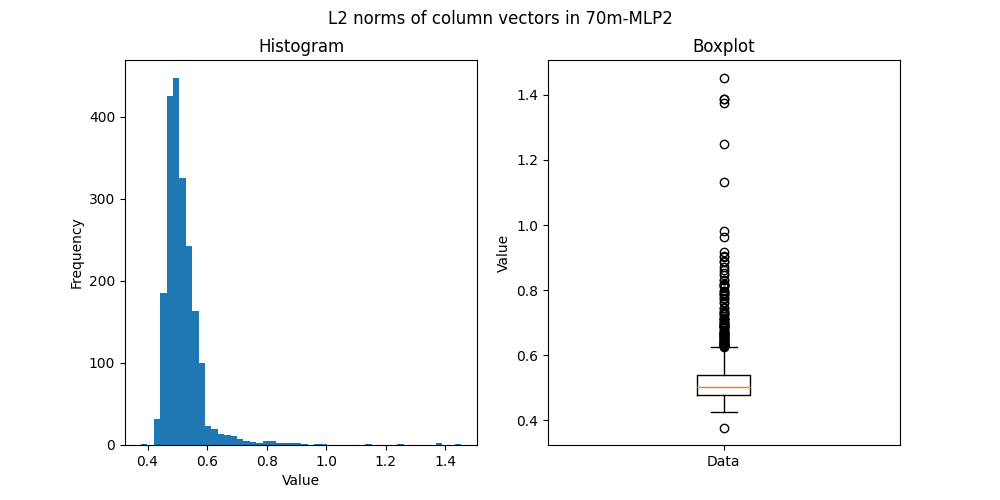 L2 norms of column vectors in 70m-MLP2
Histogram
Frequency
400
300
200
100
0
0.4 0.6 0.8 1.0 1.2 1.4
Value
Boxplot
Value
1.4
1.2
1.0
0.8
0.6
0.4
Data